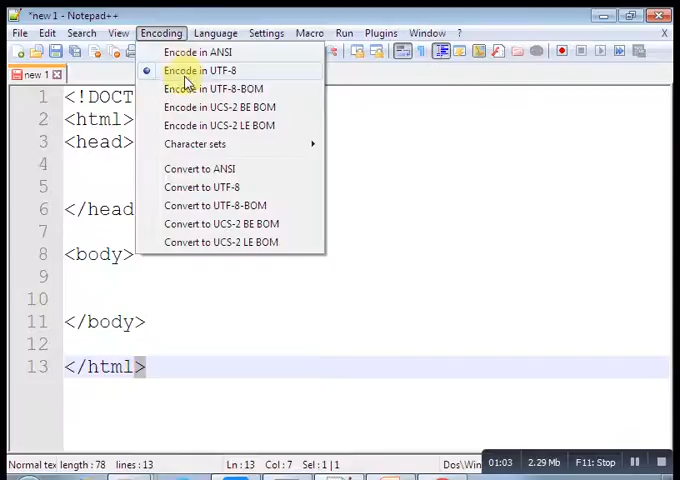 *new 1 - Notepad++
File Edit Search View Encoding Language Settings Macro Run Plugins Window ? X
new 1
Encode in ANSI
Encode in UTF-8
Encode in UTF-8-BOM
Encode in UCS-2 BE BOM
Encode in UCS-2 LE BOM
Character sets
Convert to ANSI
Convert to UTF-8
Convert to UTF-8-BOM
Convert to UCS-2 BE BOM
Convert to UCS-2 LE BOM
1 <!DOCT
2 <html>
3 <head>
4
5
6 </head
7
8 <body>
9
10
11 </body>
12
13 </html>
Normal tex length : 78 lines : 13 Ln : 13 Col : 7 Sel : 1 | 1 Dos\Win
01:03 2.29 Mb F11: Stop